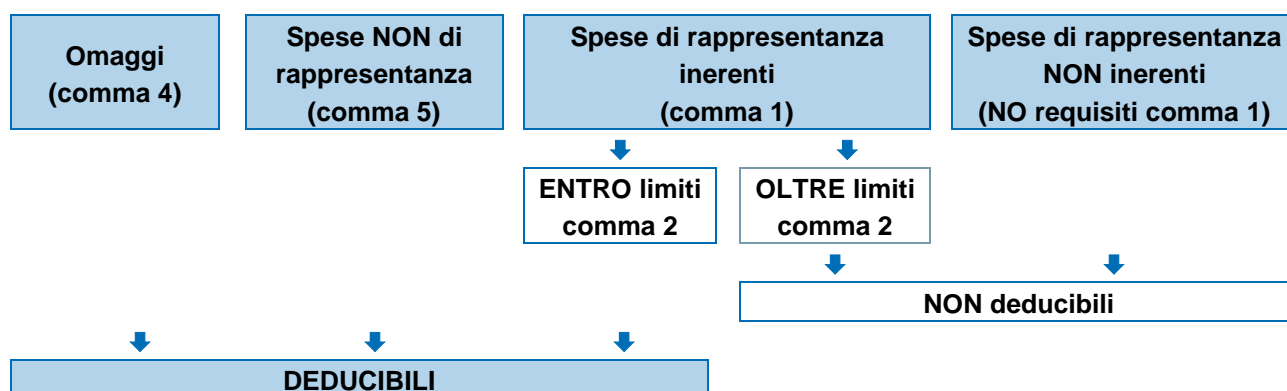 Omaggi
(comma 4)
Spese NON di
rappresentanza
(comma 5)
Spese di rappresentanza
inerenti
(comma 1)
Spese di rappresentanza
NON inerenti
(NO requisiti comma 1)
ENTRO limiti
comma 2
OLTRE limiti
comma 2
NON deducibili
DEDUCIBILI